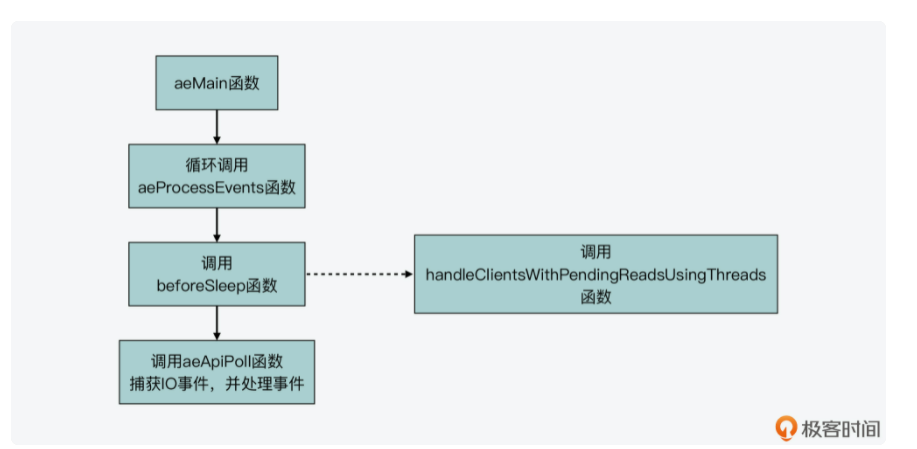 aeMain函数
循环调用
aeProcessEvents函数
调用
beforeSleep函数
调用
handleClientsWithPendingReadsUsingThreads
函数
调用aeApiPoll函数
捕获IO事件，并处理事件
极客时间